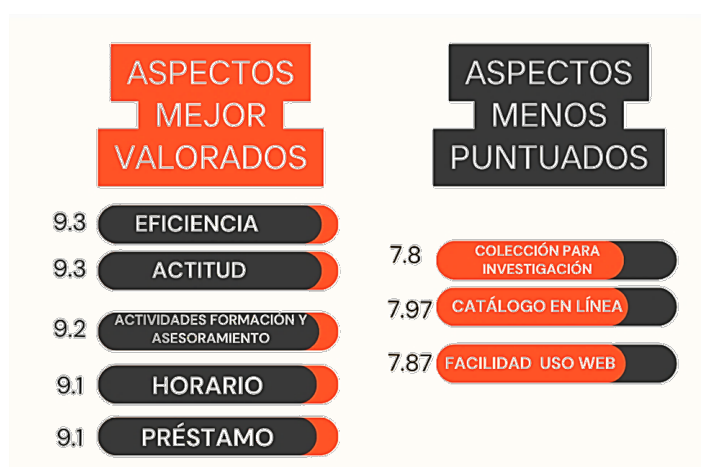 ASPECTOS
MEJOR
VALORADOS
9.3 EFICIENCIA
9.3 ACTITUD
9.2 ACTIVIDADES FORMACIÓN Y
ASESORAMIENTO
9.1 HORARIO
9.1 PRÉSTAMO
ASPECTOS
MENOS
PUNTUADOS
7.8 COLECCIÓN PARA
INVESTIGACIÓN
7.97 CATÁLOGO EN LÍNEA
7.87 FACILIDAD USO WEB